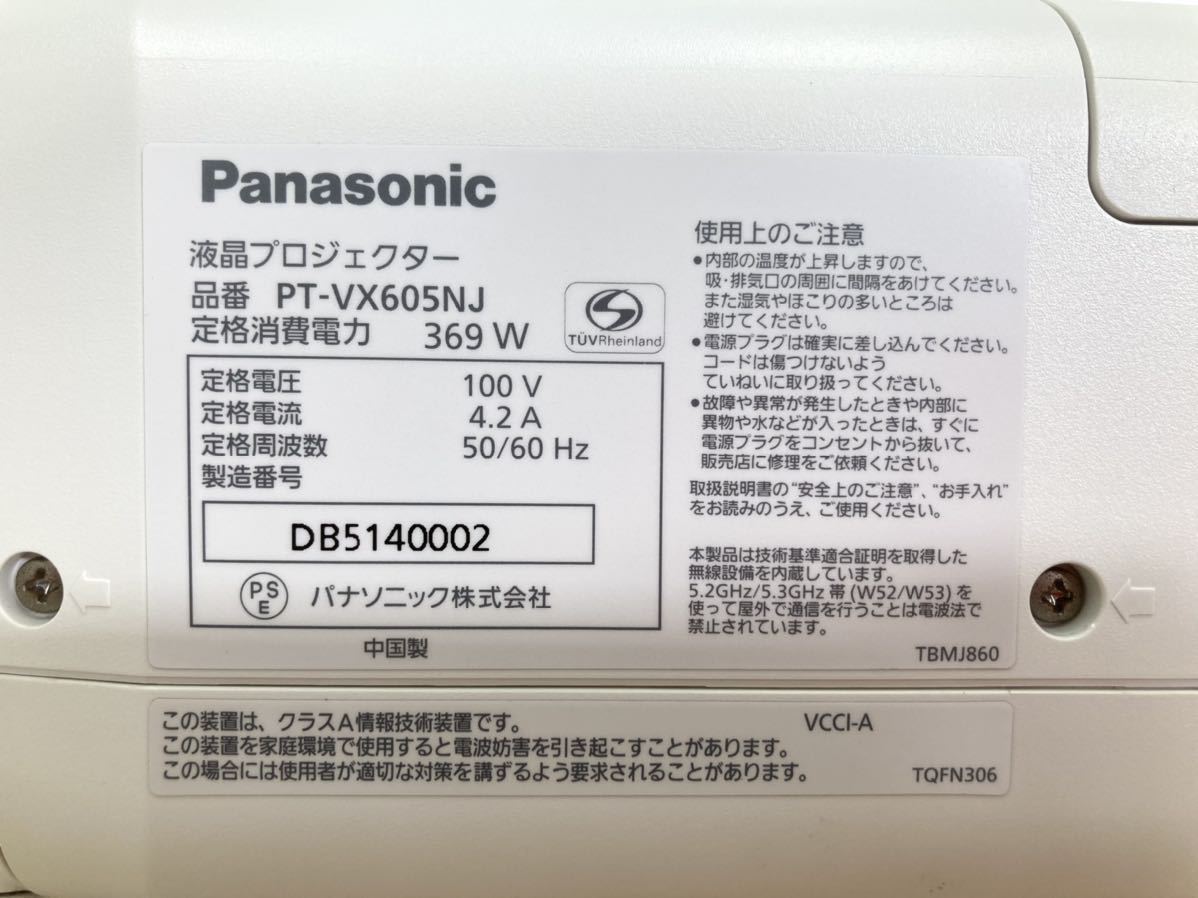 Panasonic
液晶プロジェクター
品番 PT-VX605NJ
定格消費電力 369 W
TÜVRheinland
定格電圧 100 V
定格電流 4.2 A
定格周波数 50/60 Hz
製造番号
DB5140002
PS
E
パナソニック株式会社
中国製
使用上のご注意
•内部の温度が上昇しますので、
吸・排気口の周囲に間隔をあけてください。
また湿気やほこりの多いところは
避けてください。
•電源プラグは確実に差し込んでください。
コードは傷つけないよう
ていねいに取り扱ってください。
•故障や異常が発生したときや内部に
異物や水などが入ったときは、すぐに
電源プラグをコンセントから抜いて、
販売店に修理をご依頼ください。
取扱説明書の“安全上のご注意”、“お手入れ”
をお読みのうえ、ご使用ください。
本製品は技術基準適合証明を取得した
無線設備を内蔵しています。
5.2GHz/5.3GHz 帯 (W52/W53) を
使って屋外で通信を行うことは電波法で
禁止されています。
TBMJ860
この装置は、クラスA情報技術装置です。 VCCI-A
この装置を家庭環境で使用すると電波妨害を引き起こすことがあります。
この場合には使用者が適切な対策を講ずるよう要求されることがあります。 TQFN306